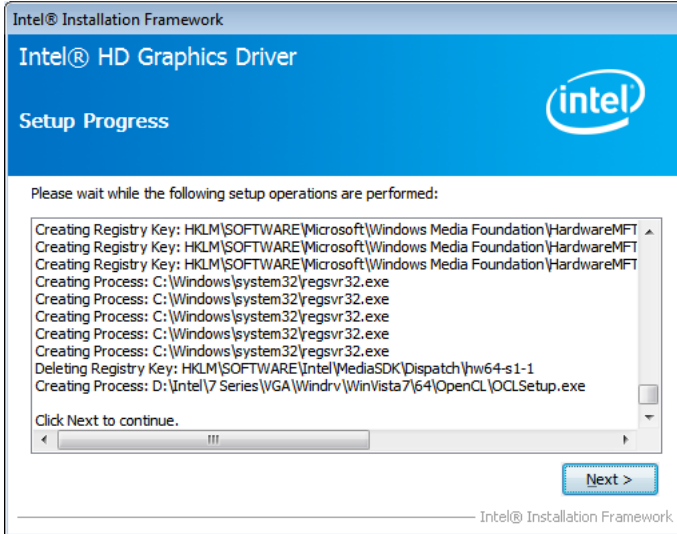 Intel® Installation Framework
Intel® HD Graphics Driver
intel
Setup Progress
Please wait while the following setup operations are performed:
Creating Registry Key: HKLM\SOFTWARE\Microsoft\Windows Media Foundation\HardwareMFT
Creating Registry Key: HKLM\SOFTWARE\Microsoft\Windows Media Foundation\HardwareMFT
Creating Registry Key: HKLM\SOFTWARE\Microsoft\Windows Media Foundation\HardwareMFT
Creating Process: C:\Windows\system32\regsvr32.exe
Creating Process: C:\Windows\system32\regsvr32.exe
Creating Process: C:\Windows\system32\regsvr32.exe
Creating Process: C:\Windows\system32\regsvr32.exe
Creating Process: C:\Windows\system32\regsvr32.exe
Deleting Registry Key: HKLM\SOFTWARE\Intel\MediaSDK\Dispatch\hw64-s1-1
Creating Process: D:\Intel\7 Series\VGA\Windrv\WinVista7\64\OpenCL\OCLSetup.exe
Click Next to continue.
Next >
Intel® Installation Framework